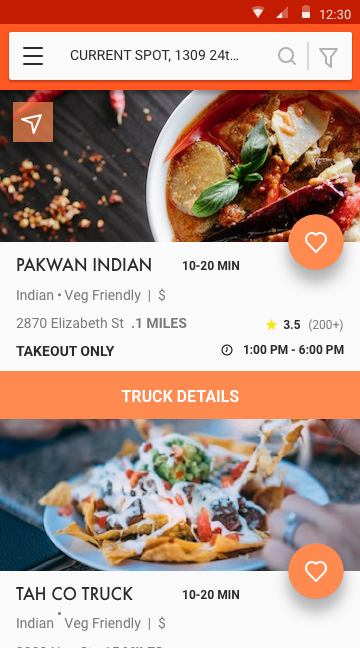 12:30
CURRENT SPOT, 1309 24t...
PAKWAN INDIAN 10-20 MIN
Indian • Veg Friendly | $
2870 Elizabeth St .1 MILES 3.5 (200+)
TAKEOUT ONLY 1:00 PM - 6:00 PM
TRUCK DETAILS
TAH CO TRUCK 10-20 MIN
Indian • Veg Friendly | $